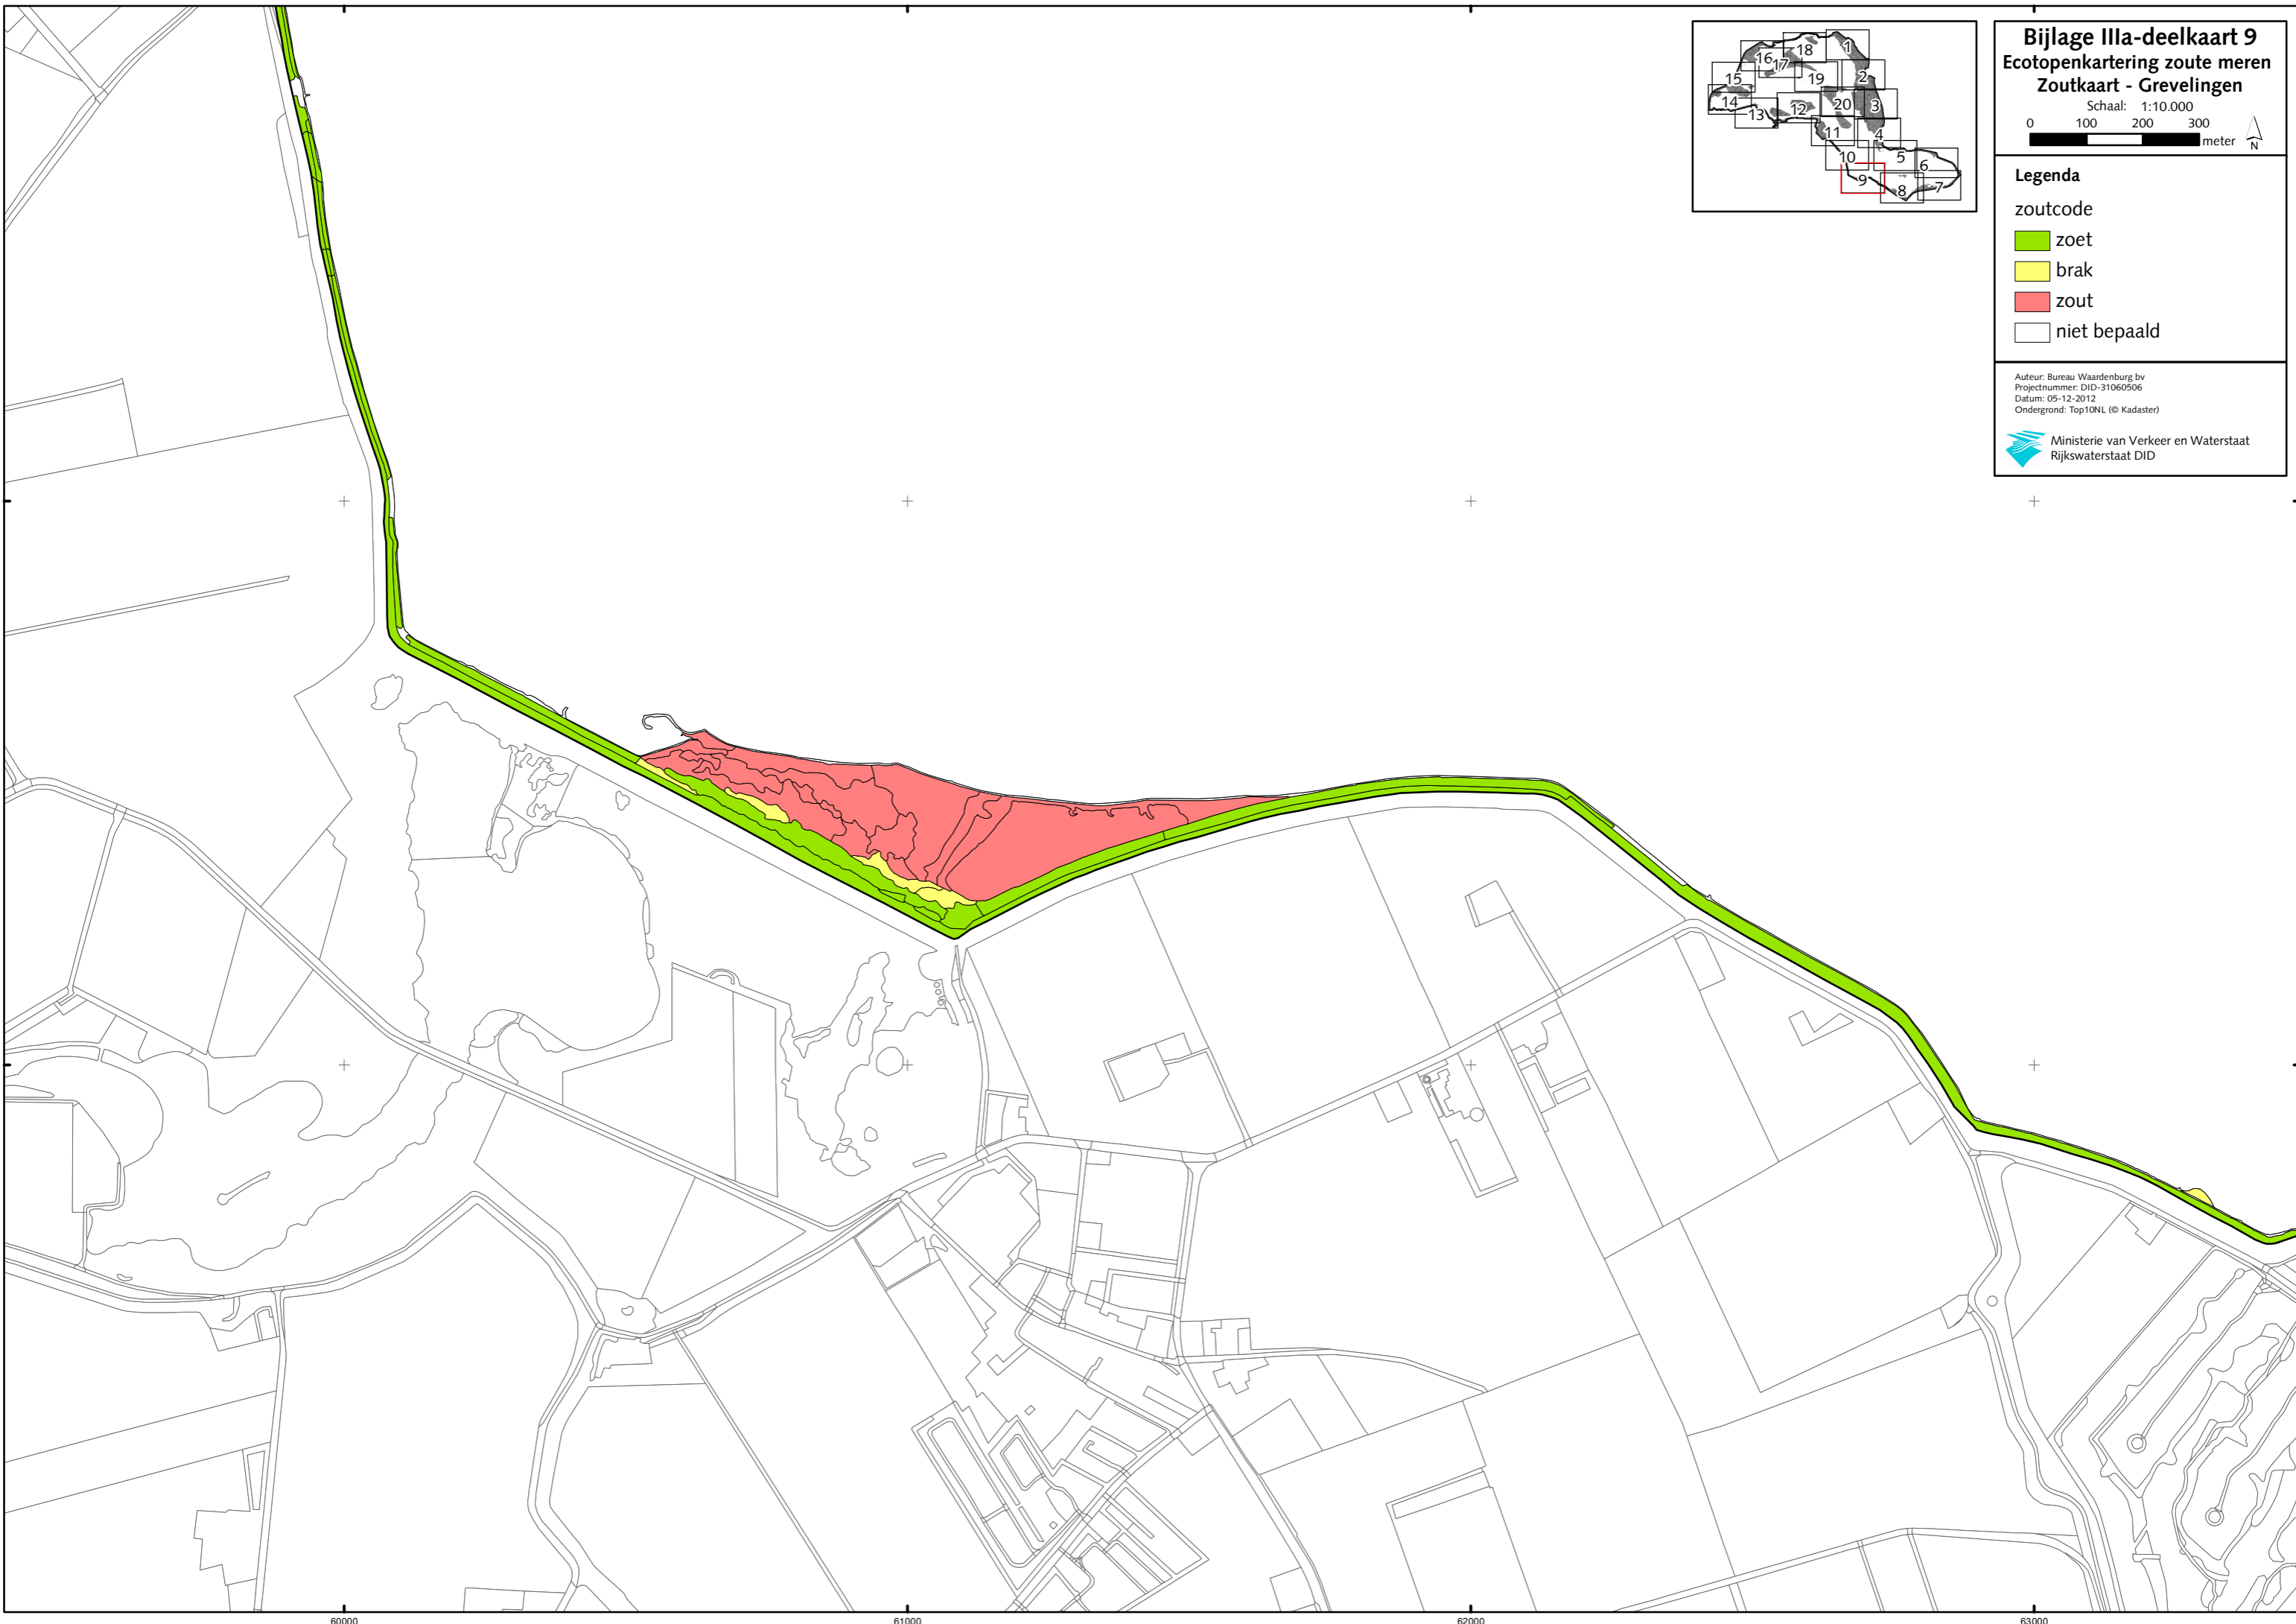 18
1
16
17
15
19
2
14
13
12
20
3
11
4
10
5
6
9
8
7
Bijlage IIIa-deelkaart 9
Ecotopenkartering zoute meren
Zoutkaart - Grevelingen
Schaal: 1:10.000
0 100 200 300
meter
N
Legenda
zoutcode
zoet
brak
zout
niet bepaald
Auteur: Bureau Waardenburg bv
Projectnummer: DID-31060506
Datum: 05-12-2012
Ondergrond: Top10NL (© Kadaster)
Ministerie van Verkeer en Waterstaat
Rijkswaterstaat DID
60000 61000 62000 63000